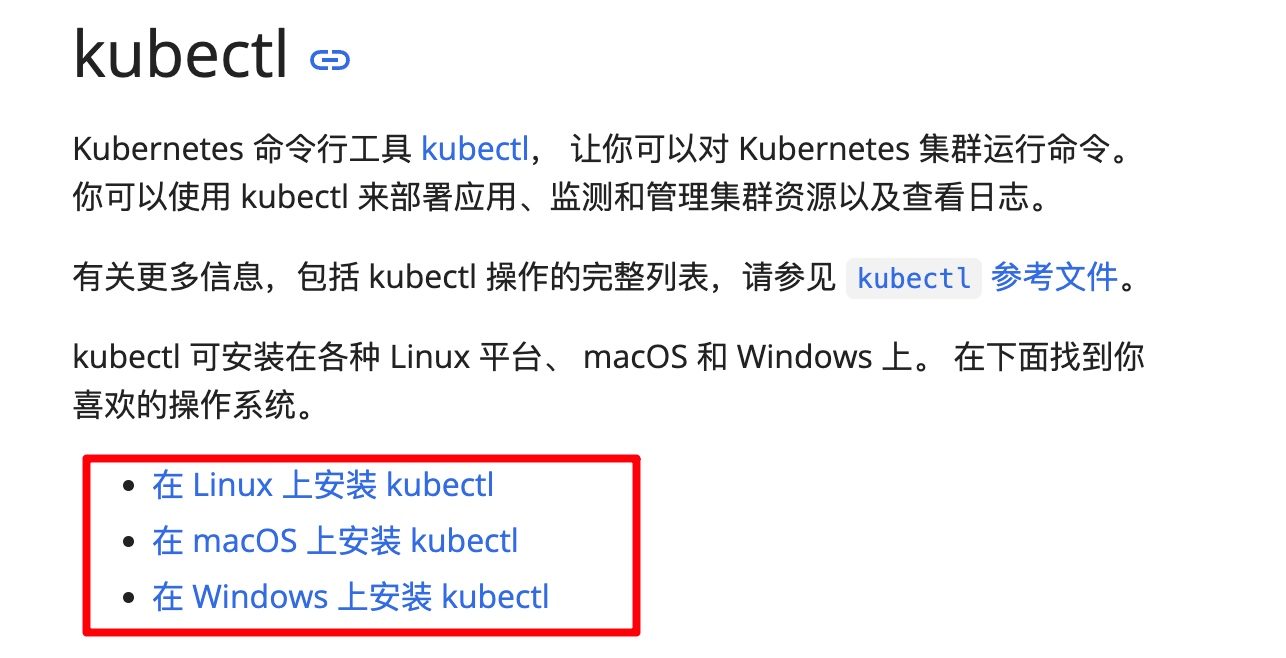 kubectl
Kubernetes 命令行工具 kubectl， 让你可以对 Kubernetes 集群运行命令。
你可以使用 kubectl 来部署应用、监测和管理集群资源以及查看日志。
有关更多信息，包括 kubectl 操作的完整列表，请参见 kubectl 参考文件。
kubectl 可安装在各种 Linux 平台、 macOS 和 Windows 上。 在下面找到你
喜欢的操作系统。
• 在 Linux 上安装 kubectl
• 在 macOS 上安装 kubectl
• 在 Windows 上安装 kubectl